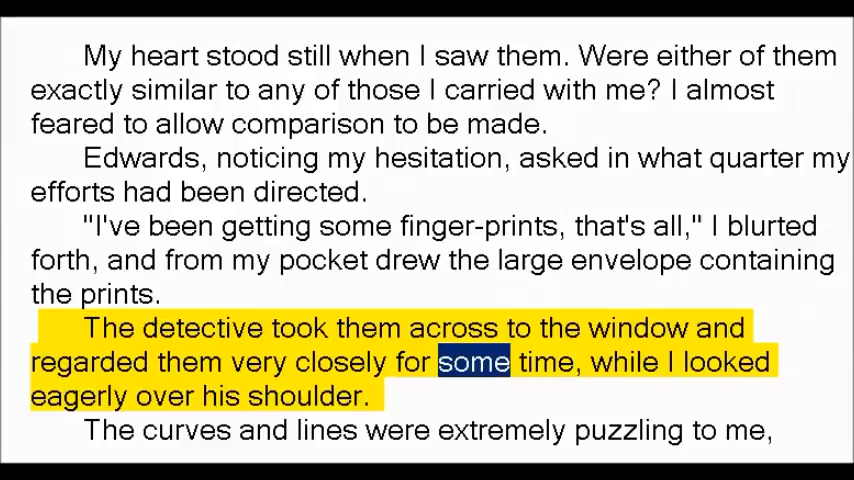 My heart stood still when I saw them. Were either of them
exactly similar to any of those I carried with me? I almost
feared to allow comparison to be made.
Edwards, noticing my hesitation, asked in what quarter my
efforts had been directed.
"I've been getting some finger-prints, that's all," I blurted
forth, and from my pocket drew the large envelope containing
the prints.
The detective took them across to the window and
regarded them very closely for some time, while I looked
eagerly over his shoulder.
The curves and lines were extremely puzzling to me,